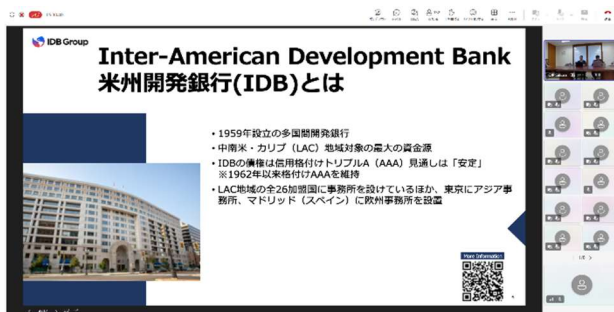 IDB Group
Inter-American Development Bank
米州開発銀行(IDB)とは
• 1959年設立の多国間開発銀行
• 中南米・カリブ（LAC）地域対象の最大の資金源
• IDBの債権は信用格付けトリプルA（AAA）見通しは「安定」
※1962年以来格付けAAAを維持
• LAC地域の全26加盟国に事務所を設けているほか、東京にアジア事
務所、マドリッド（スペイン）に欧州事務所を設置
More Information